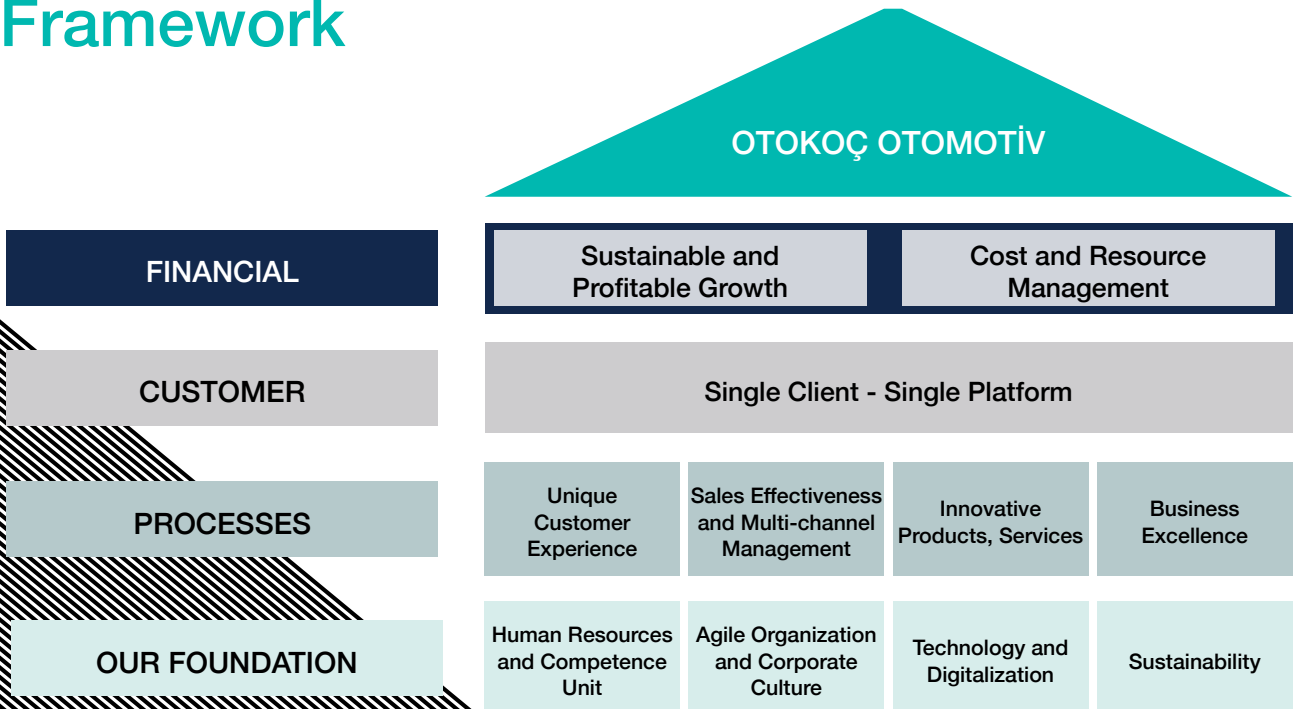 Framework
OTOKOÇ OTOMOTİV
FINANCIAL
Sustainable and
Profitable Growth
Cost and Resource
Management
CUSTOMER
Single Client - Single Platform
PROCESSES
Unique
Customer
Experience
Sales Effectiveness
and Multi-channel
Management
Innovative
Products, Services
Business
Excellence
OUR FOUNDATION
Human Resources
and Competence
Unit
Agile Organization
and Corporate
Culture
Technology and
Digitalization
Sustainability